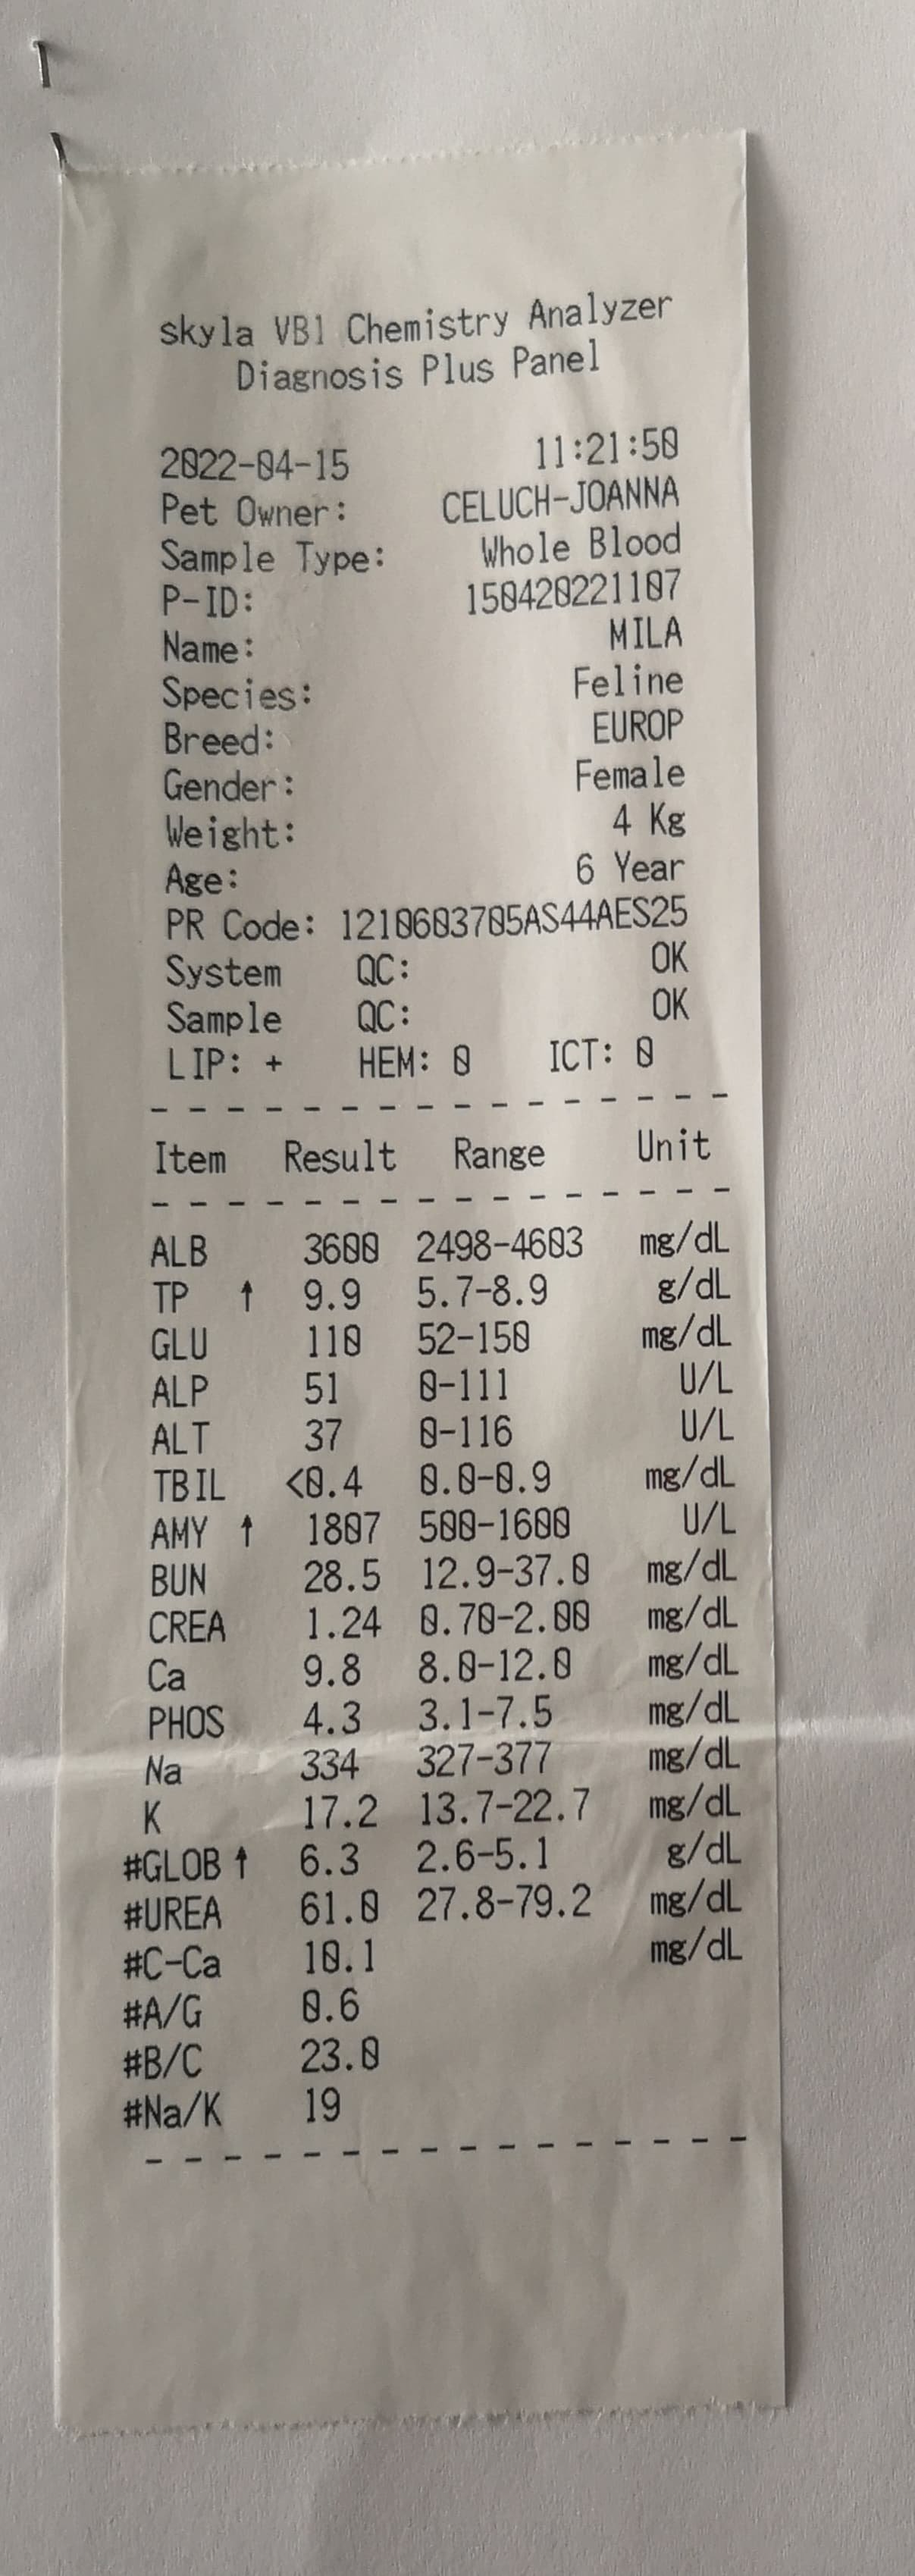 skyla VB1 Chemistry Analyzer
Diagnosis Plus Panel
2022-04-15 11:21:50
Pet Owner: CELUCH-JOANNA
Sample Type: Whole Blood
P-ID: 150420221107
Name: MILA
Species: Feline
Breed: EUROP
Gender: Female
Weight: 4 Kg
Age: 6 Year
PR Code: 1210603705AS44AES25
System QC: OK
Sample QC: OK
LIP: + HEM: 0 ICT: 0
Item Result Range Unit
ALB 3600 2498-4603 mg/dL
TP ↑ 9.9 5.7-8.9 g/dL
GLU 110 52-150 mg/dL
ALP 51 0-111 U/L
ALT 37 0-116 U/L
TBIL <0.4 0.0-0.9 mg/dL
AMY ↑ 1807 500-1600 U/L
BUN 28.5 12.9-37.0 mg/dL
CREA 1.24 0.70-2.00 mg/dL
Ca 9.8 8.0-12.0 mg/dL
PHOS 4.3 3.1-7.5 mg/dL
Na 334 327-377 mg/dL
K 17.2 13.7-22.7 mg/dL
#GLOB ↑ 6.3 2.6-5.1 g/dL
#UREA 61.0 27.8-79.2 mg/dL
#C-Ca 10.1 mg/dL
#A/G 0.6
#B/C 23.0
#Na/K 19